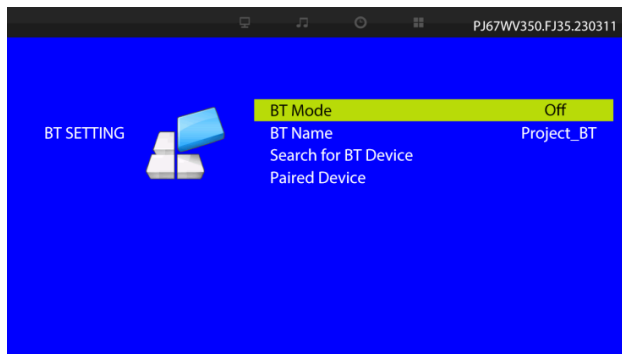 PJ67WV350.FJ35.230311
BT SETTING
BT Mode Off
BT Name Project_BT
Search for BT Device
Paired Device